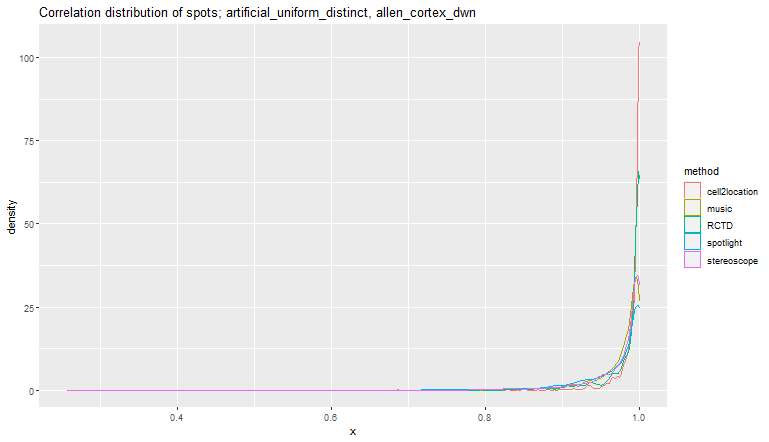 Correlation distribution of spots; artificial_uniform_distinct, allen_cortex_dwn
density
100
75
50
25
0
0.4
0.6
0.8
1.0
x
method
cell2location
music
RCTD
spotlight
stereoscope